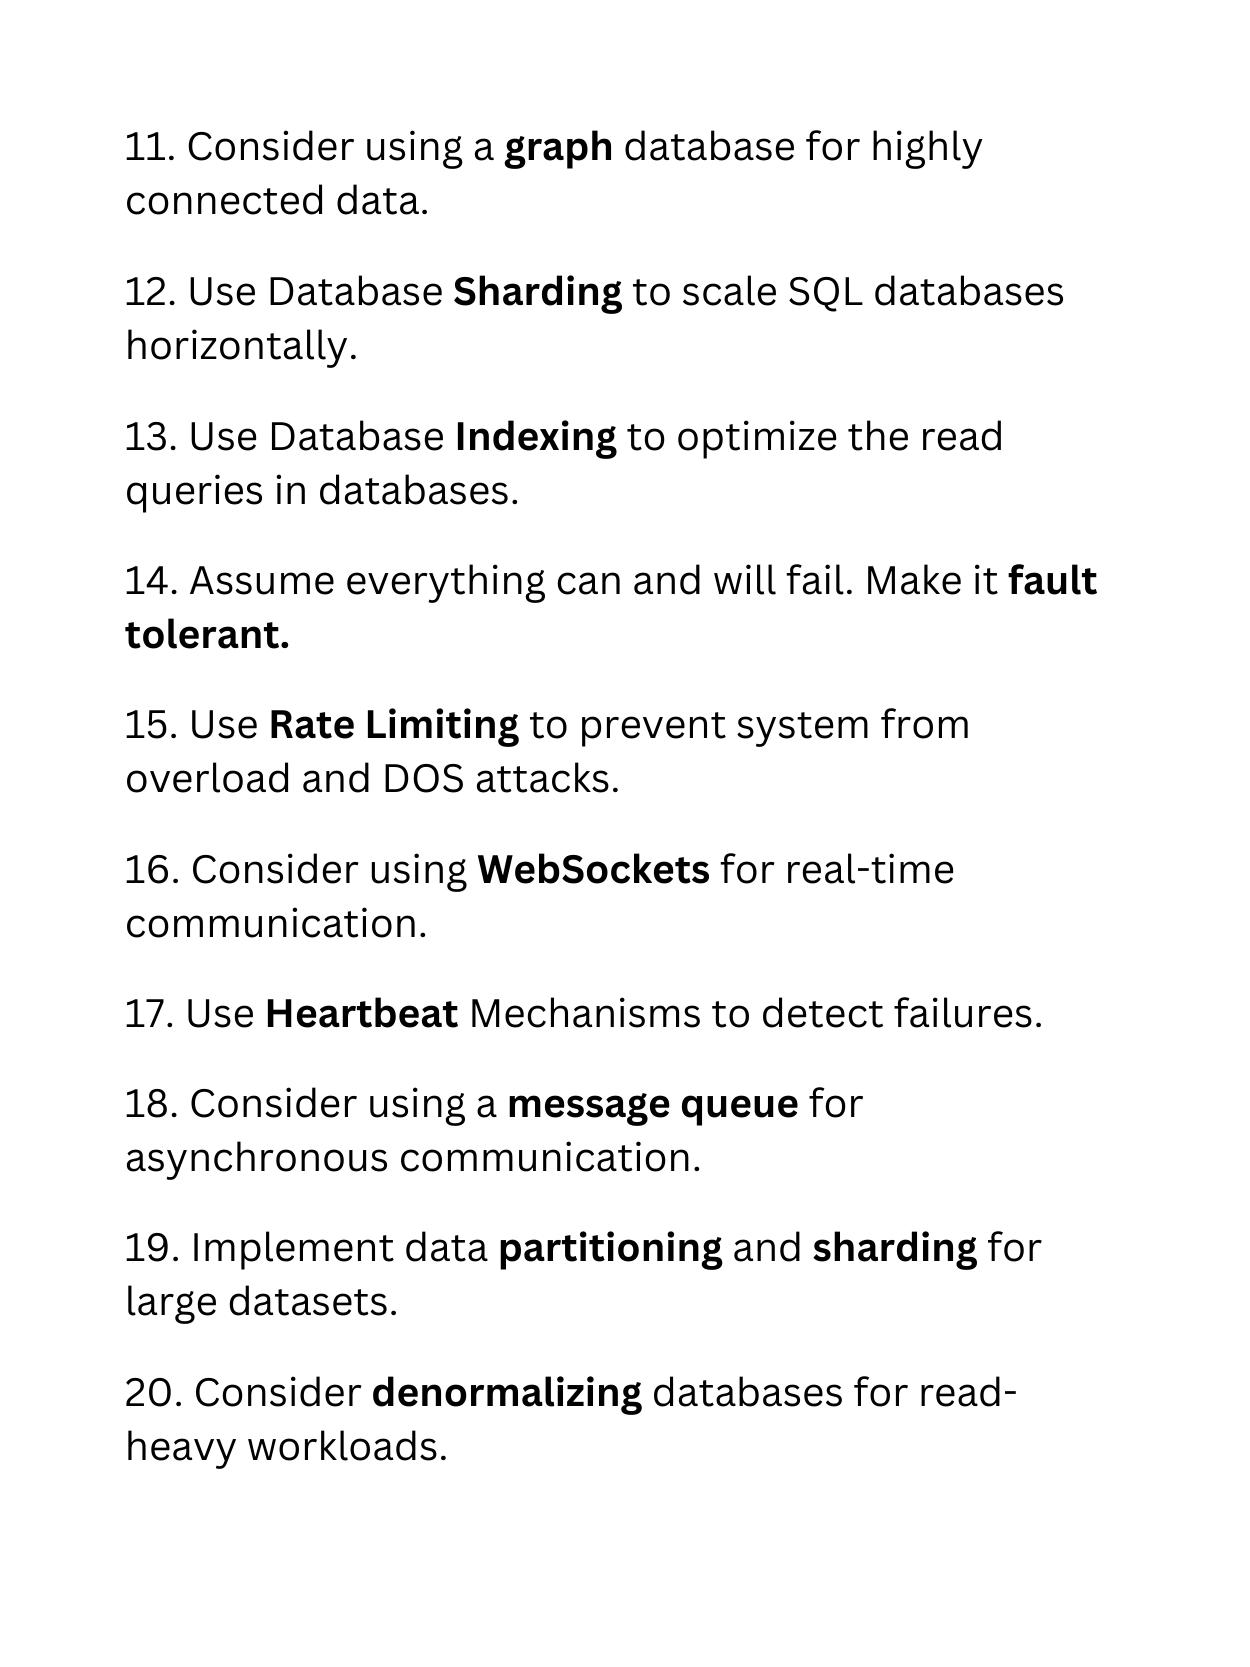 11. Consider using a graph database for highly
connected data.
12. Use Database Sharding to scale SQL databases
horizontally.
13. Use Database Indexing to optimize the read
queries in databases.
14. Assume everything can and will fail. Make it fault
tolerant.
15. Use Rate Limiting to prevent system from
overload and DOS attacks.
16. Consider using WebSockets for real-time
communication.
17. Use Heartbeat Mechanisms to detect failures.
18. Consider using a message queue for
asynchronous communication.
19. Implement data partitioning and sharding for
large datasets.
20. Consider denormalizing databases for read-
heavy workloads.